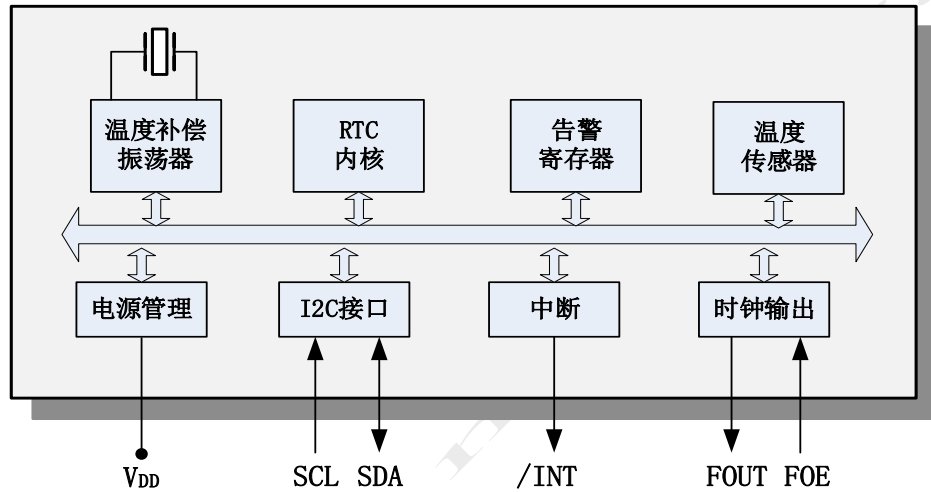 温度补偿
振荡器
RTC
内核
告警
寄存器
温度
传感器
电源管理
I2C接口
中断
时钟输出
VDD
SCL SDA
/INT
FOUT FOE